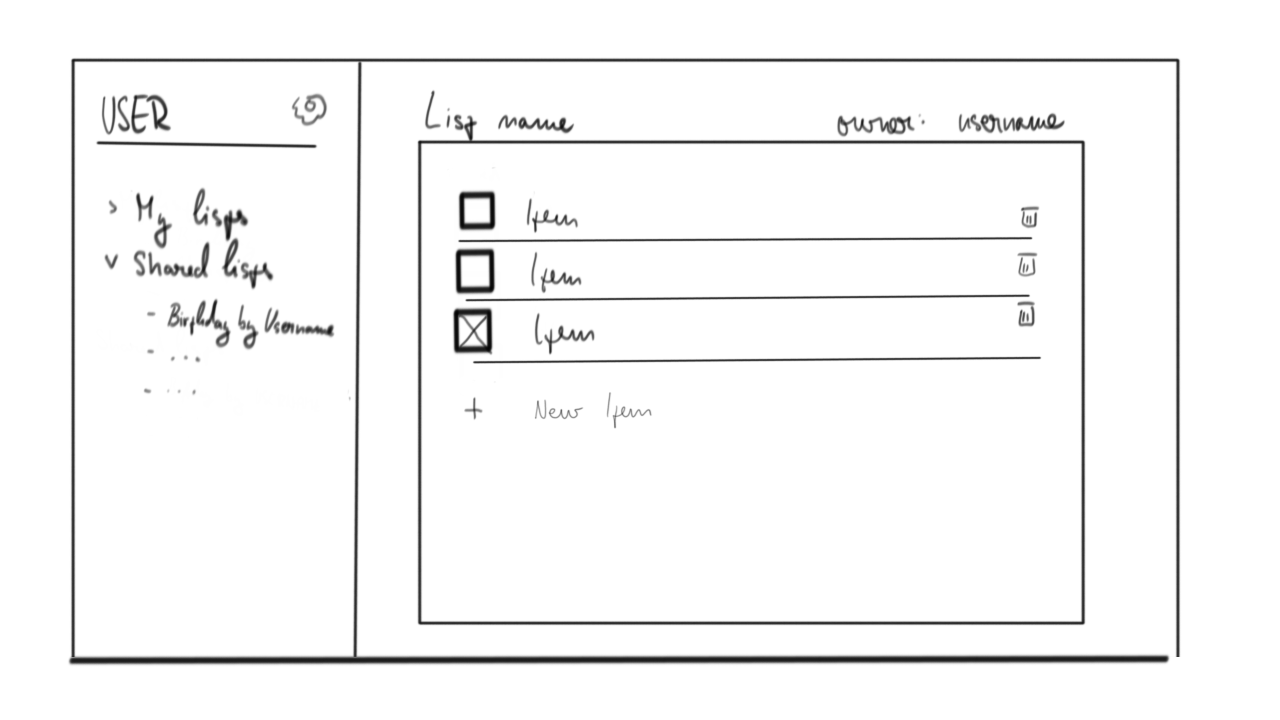 USER
> My lists
v Shared lists
- Birthday by Username
- ...
- ...
List name owner: username
Item
Item
Item
+ New Item